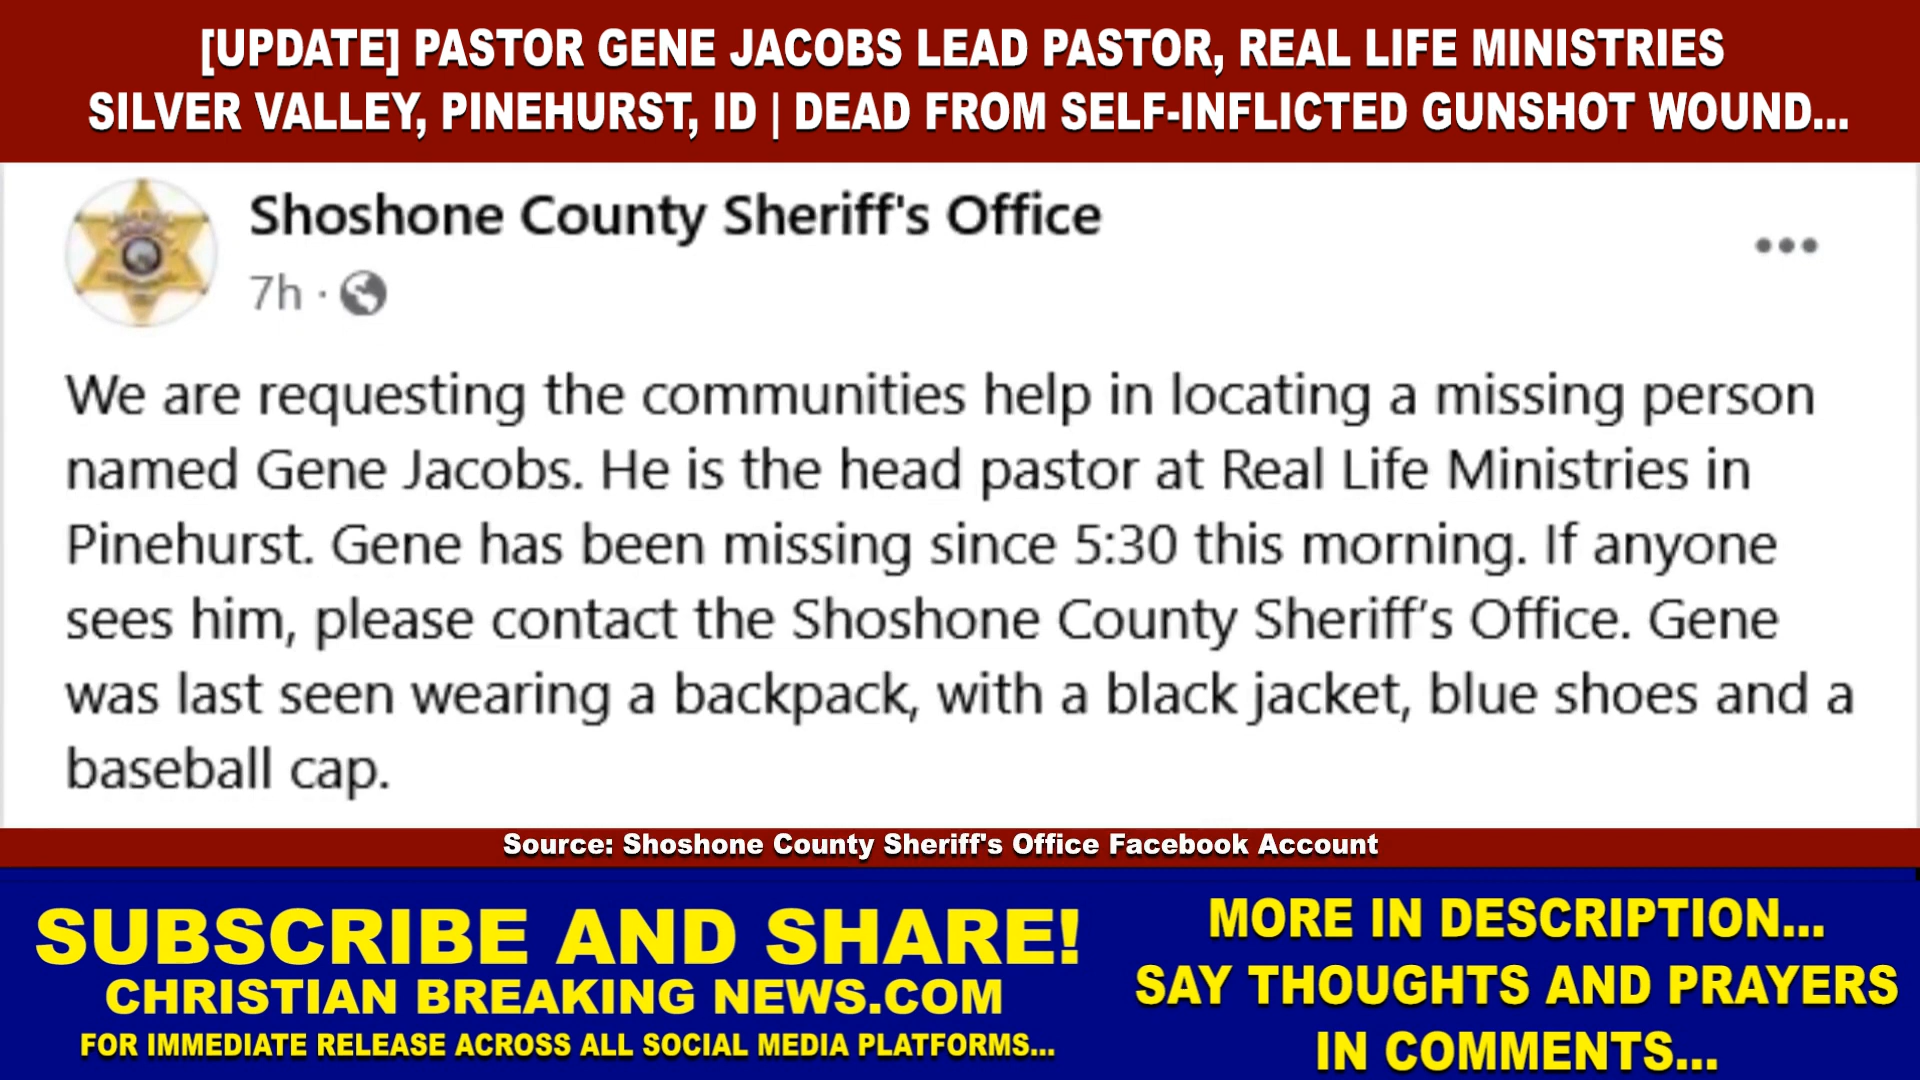 [UPDATE] PASTOR GENE JACOBS LEAD PASTOR, REAL LIFE MINISTRIES
SILVER VALLEY, PINEHURST, ID | DEAD FROM SELF-INFLICTED GUNSHOT WOUND...
Shoshone County Sheriff's Office
7h ·
We are requesting the communities help in locating a missing person
named Gene Jacobs. He is the head pastor at Real Life Ministries in
Pinehurst. Gene has been missing since 5:30 this morning. If anyone
sees him, please contact the Shoshone County Sheriff's Office. Gene
was last seen wearing a backpack, with a black jacket, blue shoes and a
baseball cap.
Source: Shoshone County Sheriff's Office Facebook Account
SUBSCRIBE AND SHARE!
CHRISTIAN BREAKING NEWS.COM
FOR IMMEDIATE RELEASE ACROSS ALL SOCIAL MEDIA PLATFORMS...
MORE IN DESCRIPTION...
SAY THOUGHTS AND PRAYERS
IN COMMENTS...